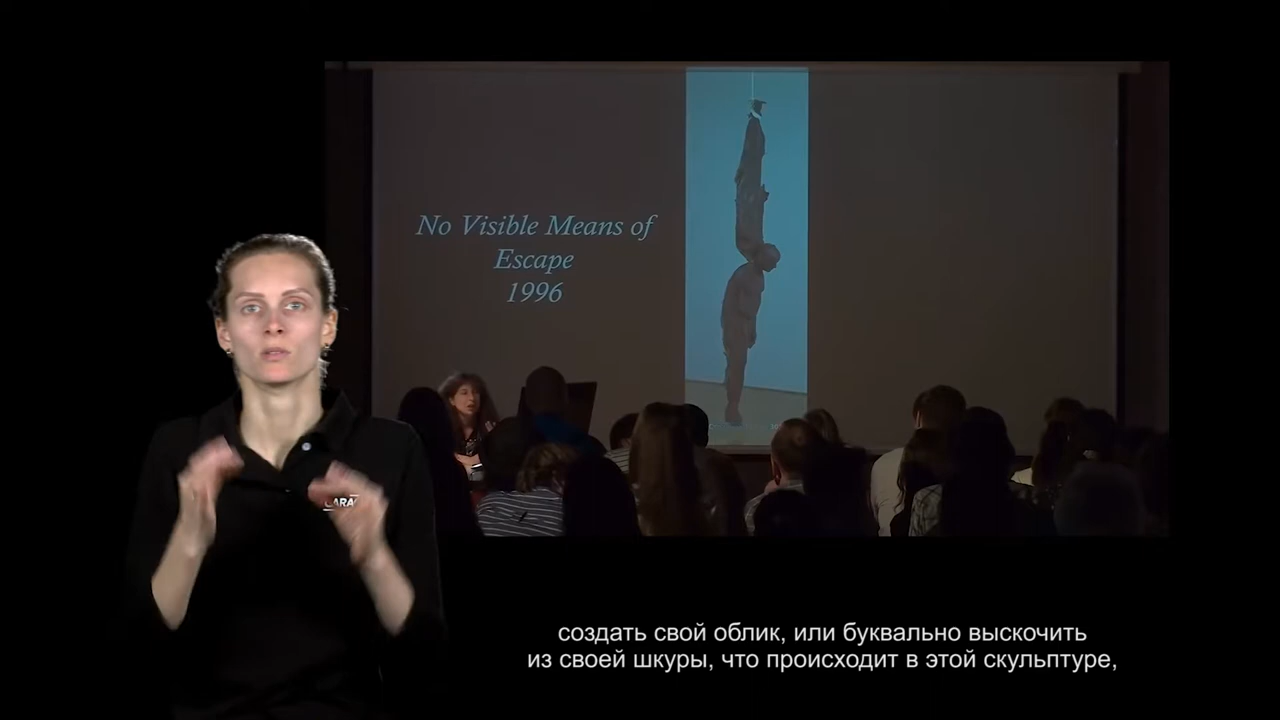 No Visible Means of
Escape
1996
создать свой облик, или буквально выскочить
из своей шкуры, что происходит в этой скульптуре,